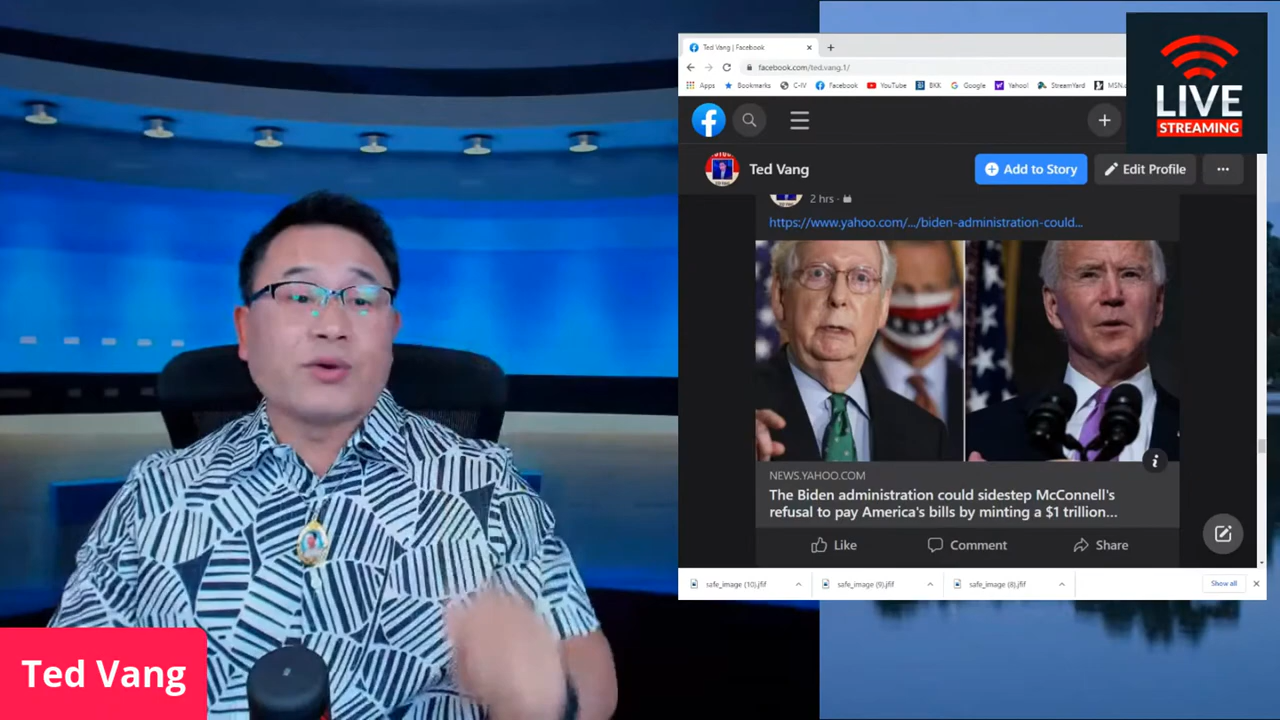 Ted Vang | Facebook
facebook.com/ted.vang.1/
Apps Bookmarks C-IV Facebook YouTube BKK Google Yahoo! StreamYard MSN
LIVE
STREAMING
Ted Vang
Add to Story
Edit Profile
2 hrs
https://www.yahoo.com/.../biden-administration-could...
NEWS.YAHOO.COM
The Biden administration could sidestep McConnell's
refusal to pay America's bills by minting a $1 trillion...
Like Comment Share
safe_image (10).jfif safe_image (9).jfif safe_image (8).jfif Show all
Ted Vang